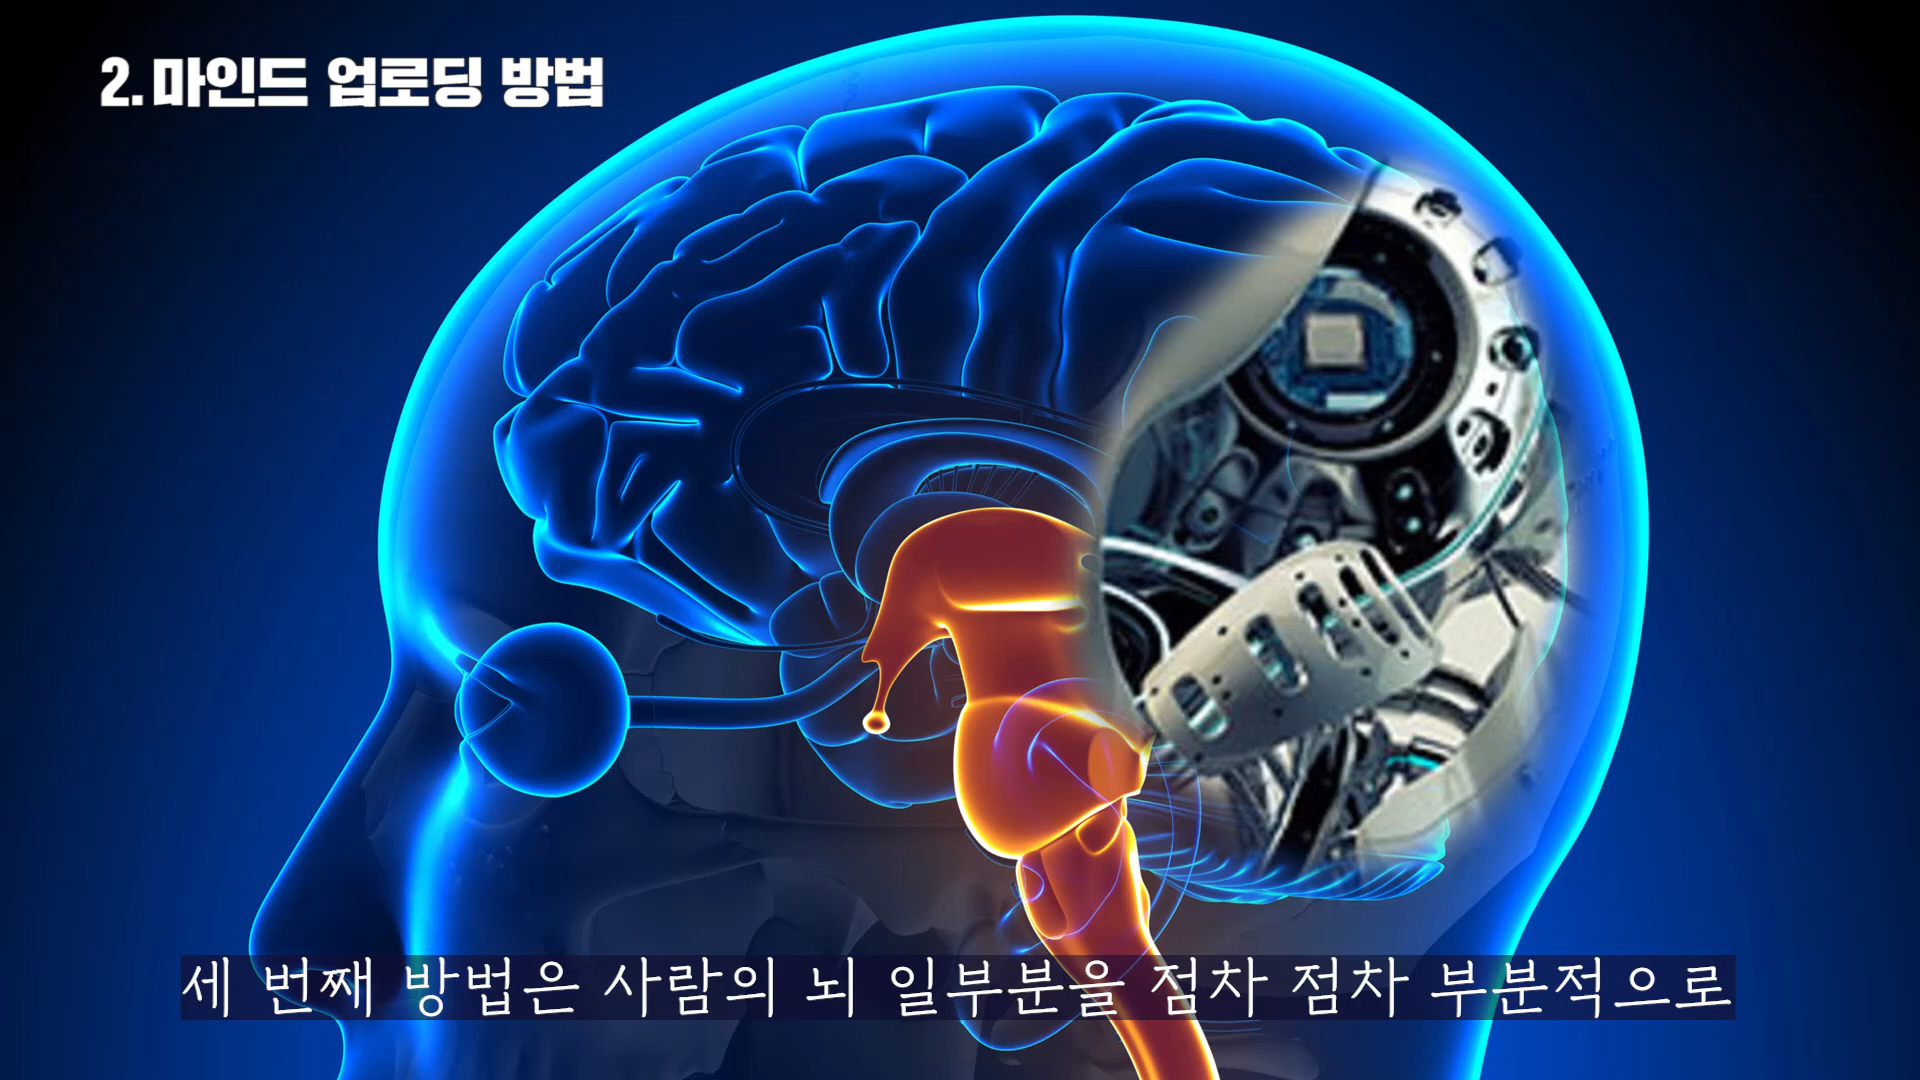 2. 마인드 업로딩 방법
세 번째 방법은 사람의 뇌 일부분을 점차 점차 부분적으로